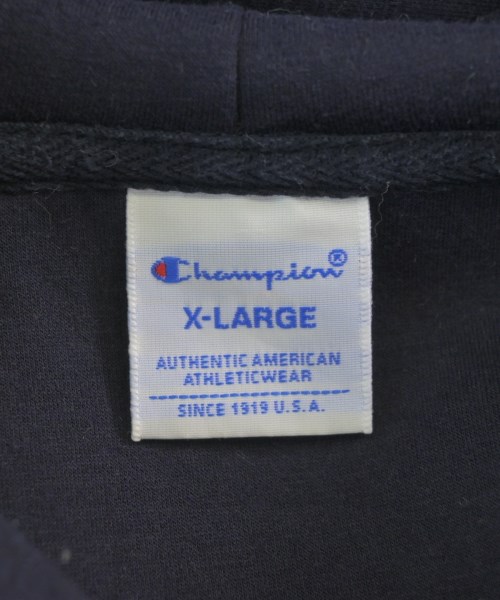 Champion®
X-LARGE
AUTHENTIC AMERICAN
ATHLETICWEAR
SINCE 1919 U.S.A.